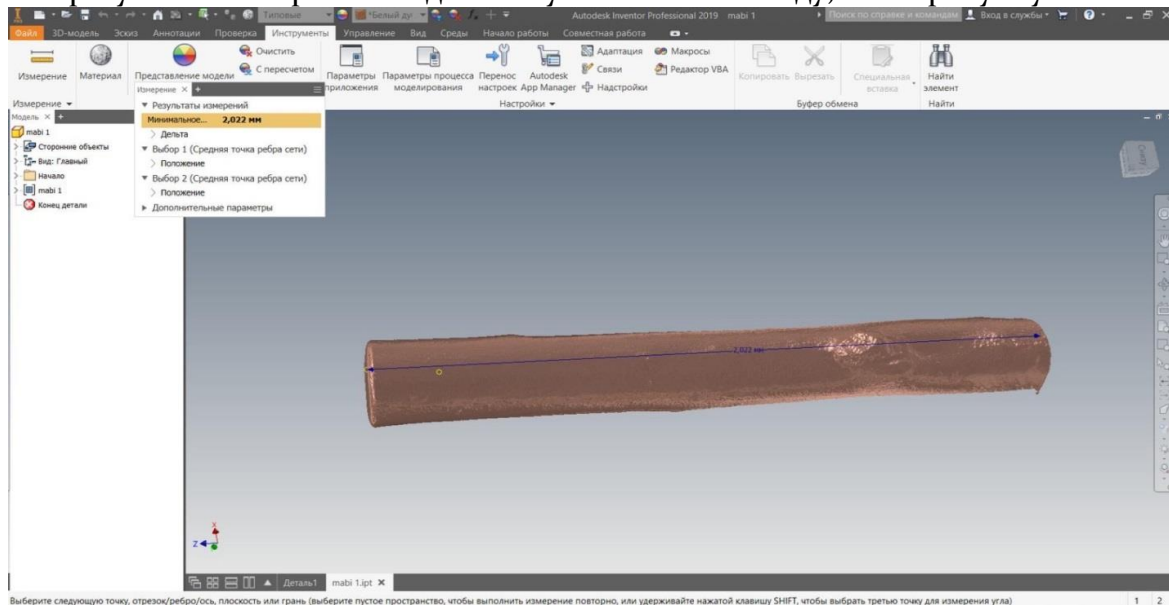 Типовые
*Белый ду
Autodesk Inventor Professional 2019 mabi 1
Поиск по справке и командам
Вход в службы
Файл 3D-модель Эскиз Аннотации Проверка Инструменты Управление Вид Среды Начало работы Совместная работа
Измерение
Материал
Представление модели
Очистить
С пересчетом
Параметры приложения
Параметры процесса моделирования
Перенос настроек
Autodesk App Manager
Адаптация
Связи
Надстройки
Макросы
Редактор VBA
Копировать
Вырезать
Специальная вставка
Найти элемент
Измерение
Настройки
Буфер обмена
Найти
Модель × +
mabi 1
Сторонние объекты
Вид: Главный
Начало
mabi 1
Конец детали
Измерение × +
Результаты измерений
Минимальное... 2,022 мм
Дельта
Выбор 1 (Средняя точка ребра сети)
Положение
Выбор 2 (Средняя точка ребра сети)
Положение
Дополнительные параметры
2,022 мм
X
Z
Деталь1
mabi 1.ipt ×
Выберите следующую точку, отрезок/ребро/ось, плоскость или грань (выберите пустое пространство, чтобы выполнить измерение повторно, или удерживайте нажатой клавишу SHIFT, чтобы выбрать третью точку для измерения угла)
1 2